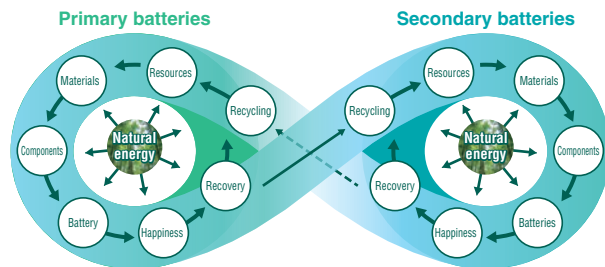 Primary batteries
Secondary batteries
Resources
Materials
Recycling
Natural
energy
Components
Recovery
Battery
Happiness
Resources
Materials
Recycling
Natural
energy
Components
Recovery
Batteries
Happiness